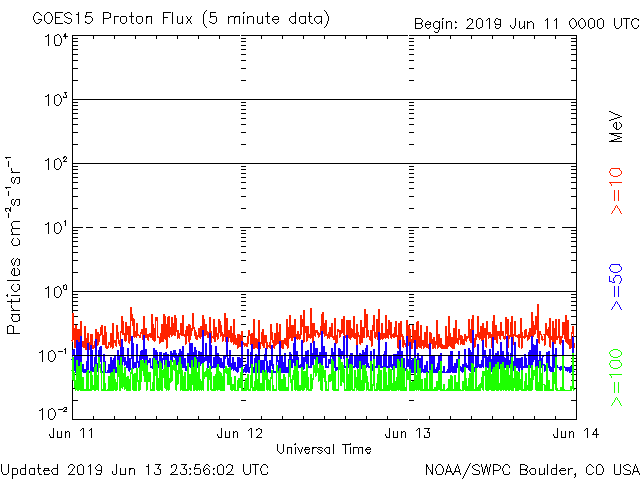 GOES15 Proton Flux (5 minute data)
Begin: 2019 Jun 11 0000 UTC
10⁴
10³
10²
10¹
10⁰
10⁻¹
10⁻²
Particles cm⁻²s⁻¹sr⁻¹
MeV
>=10
>=50
>=100
Jun 11
Jun 12
Jun 13
Jun 14
Universal Time
Updated 2019 Jun 13 23:56:02 UTC
NOAA/SWPC Boulder, CO USA